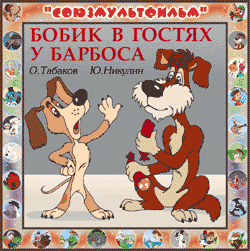 "СОЮЗМУЛЬТФИЛЬМ"
БОБИК В ГОСТЯХ
У БАРБОСА
О.Табаков Ю.Никулин